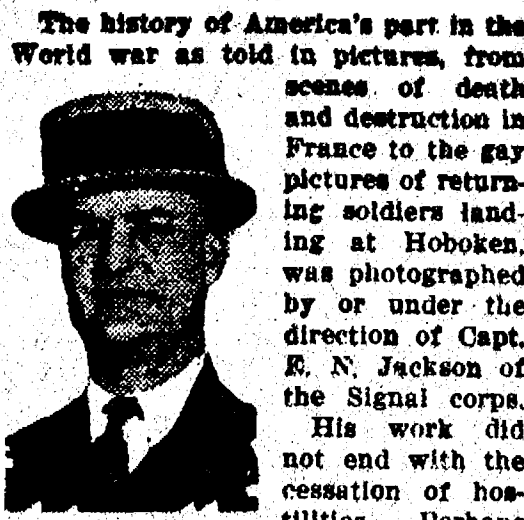 The history of America's part in the
World war as told in pictures, from
scenes of death
and destruction in
France to the gay
pictures of return-
ing soldiers land-
ing at Hoboken,
was photographed
by or under the
direction of Capt.
E. N. Jackson of
the Signal corps.
His work did
not end with the
cessation of hos-
tilities. Perhaps